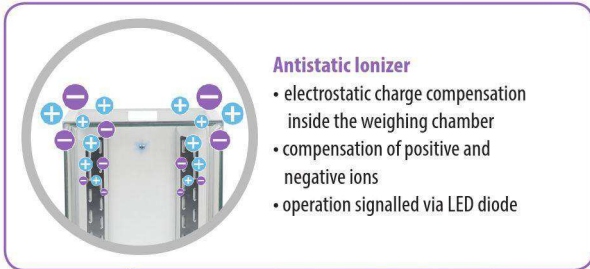 Antistatic Ionizer
• electrostatic charge compensation
inside the weighing chamber
• compensation of positive and
negative ions
• operation signalled via LED diode